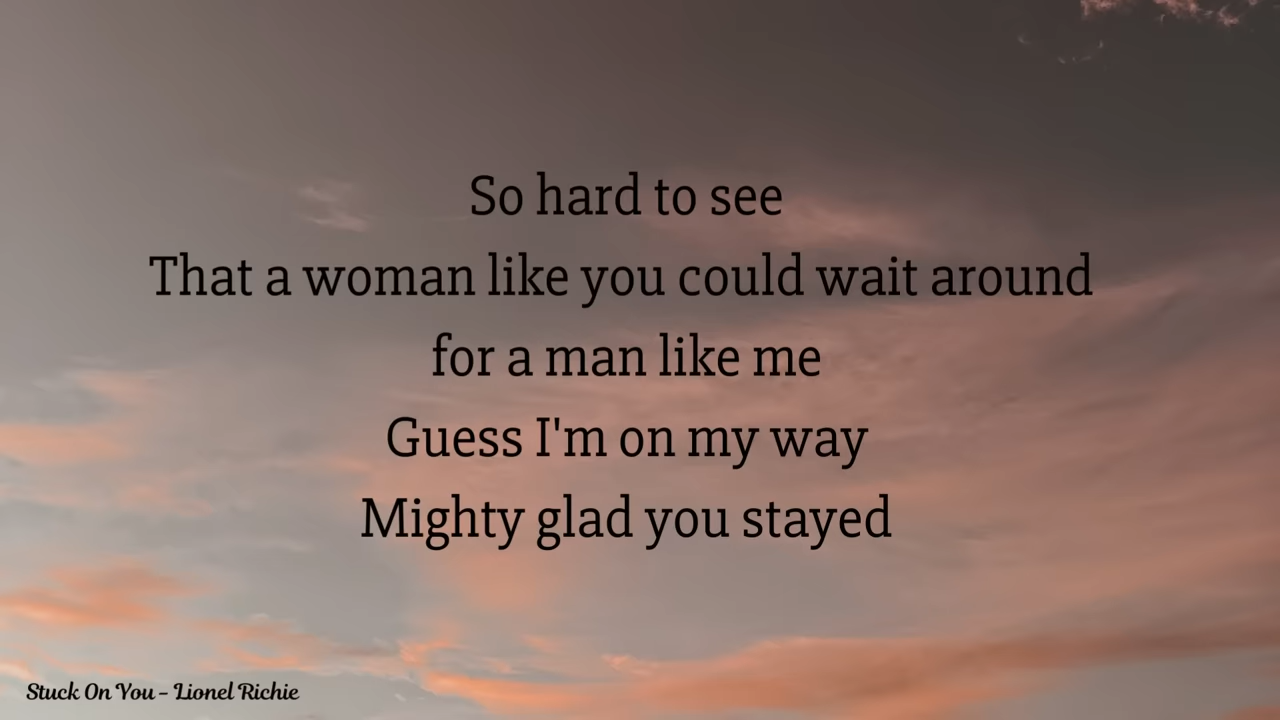 So hard to see
That a woman like you could wait around
for a man like me
Guess I'm on my way
Mighty glad you stayed
Stuck On You – Lionel Richie